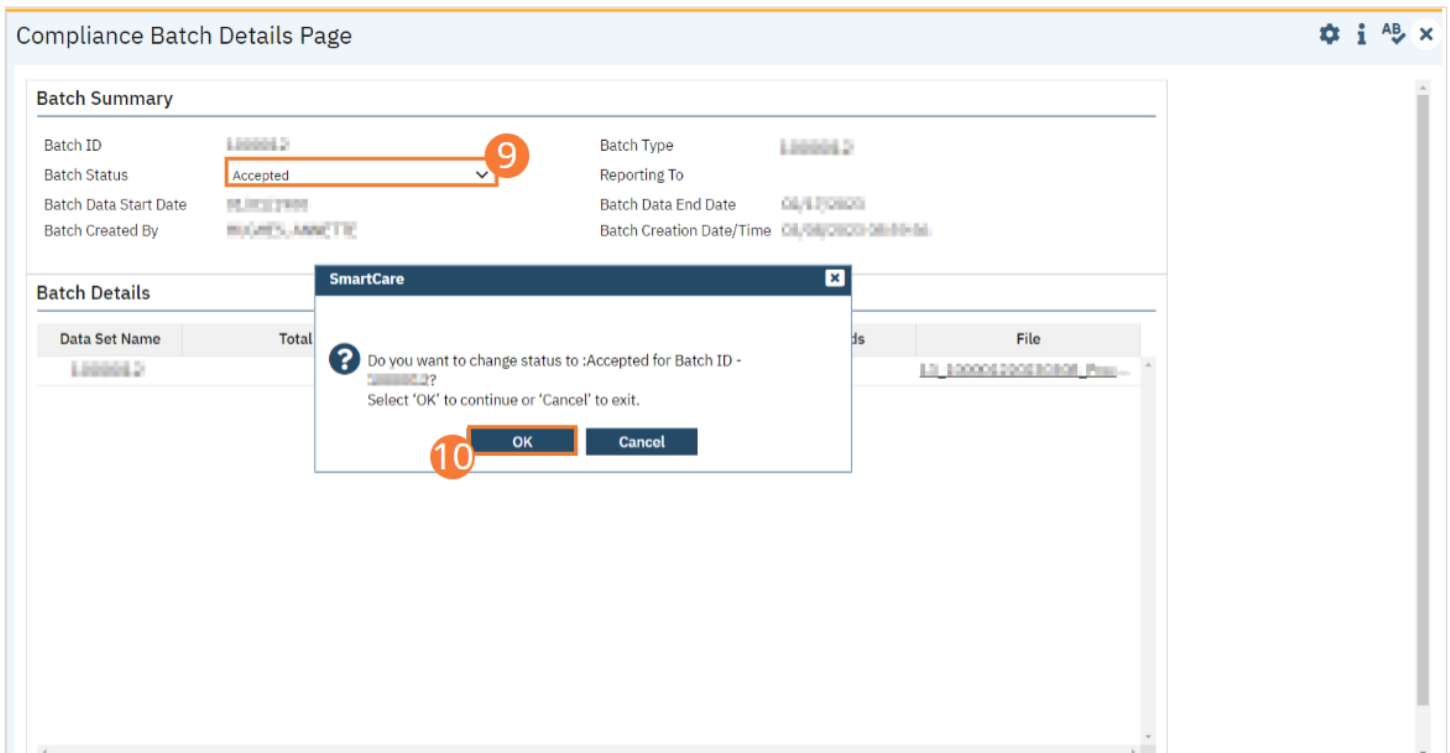 Compliance Batch Details Page
AB
Batch Summary
Batch ID
Batch Type
9
Batch Status Accepted
Reporting To
Batch Data Start Date
Batch Data End Date
Batch Created By
Batch Creation Date/Time
SmartCare
Batch Details
Data Set Name Total ds File
Do you want to change status to :Accepted for Batch ID -
?
Select ‘OK’ to continue or ‘Cancel’ to exit.
10 OK Cancel